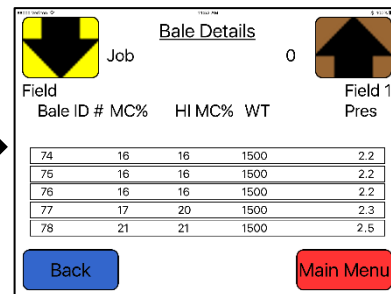 Bale Details
Job 0
Field Field 1
Bale ID # MC% HI MC% WT Pres
74 16 16 1500 2.2
75 16 16 1500 2.2
76 16 16 1500 2.2
77 17 20 1500 2.3
78 21 21 1500 2.5
Back Main Menu